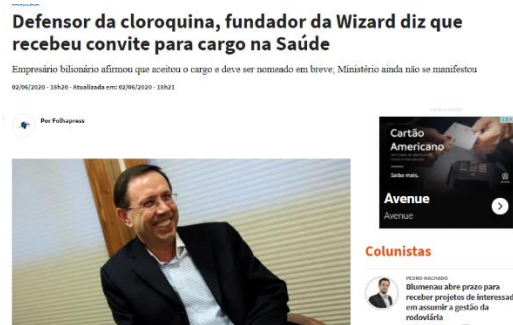 Defensor da cloroquina, fundador da Wizard diz que
recebeu convite para cargo na Saúde
Empresário bilionário afirmou que aceitou o cargo e deve ser nomeado em breve; Ministério ainda não se manifestou
02/06/2020 - 18h20 - Atualizada em: 02/06/2020 - 18h21
Por Folhapress
Cartão
Americano
Saiba mais.
Avenue
Avenue
Colunistas
PEDRO MACHADO
Blumenau abre prazo para
receber projetos de interessad
em assumir a gestão da
rodoviária